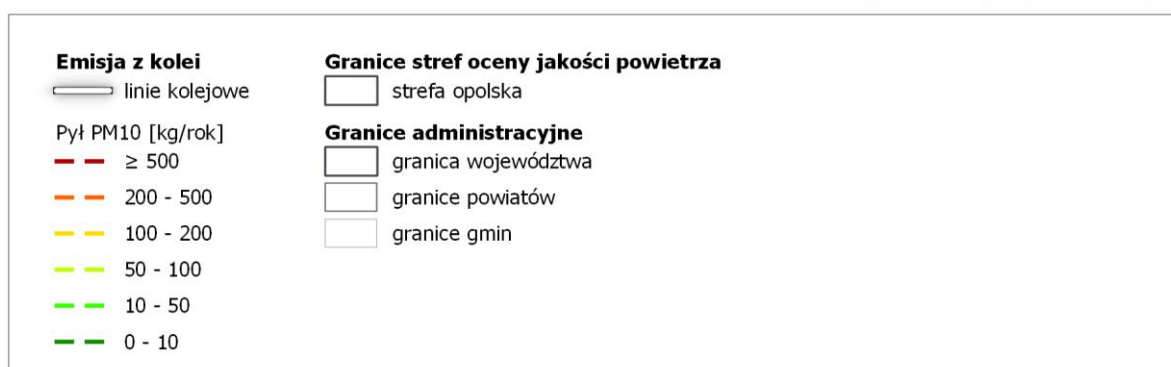 Emisja z kolei
linie kolejowe
Pył PM10 [kg/rok]
≥ 500
200 - 500
100 - 200
50 - 100
10 - 50
0 - 10
Granice stref oceny jakości powietrza
strefa opolska
Granice administracyjne
granica województwa
granice powiatów
granice gmin